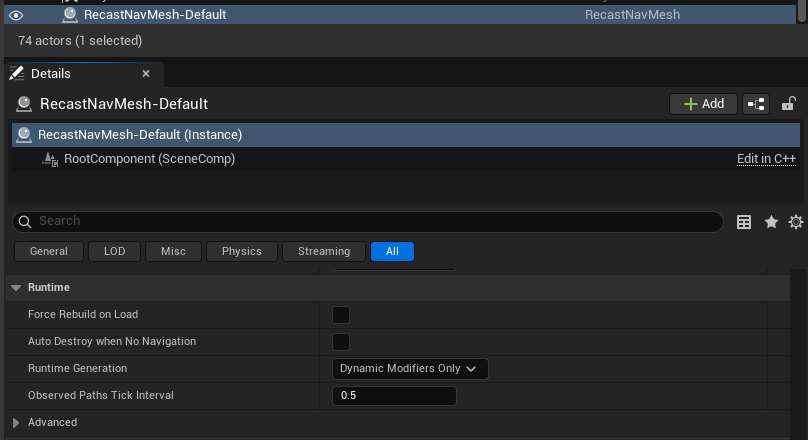 RecastNavMesh-Default RecastNavMesh
74 actors (1 selected)
Details
RecastNavMesh-Default Add
RecastNavMesh-Default (Instance)
RootComponent (SceneComp) Edit in C++
Search
General LOD Misc Physics Streaming All
Runtime
Force Rebuild on Load
Auto Destroy when No Navigation
Runtime Generation Dynamic Modifiers Only
Observed Paths Tick Interval 0.5
Advanced